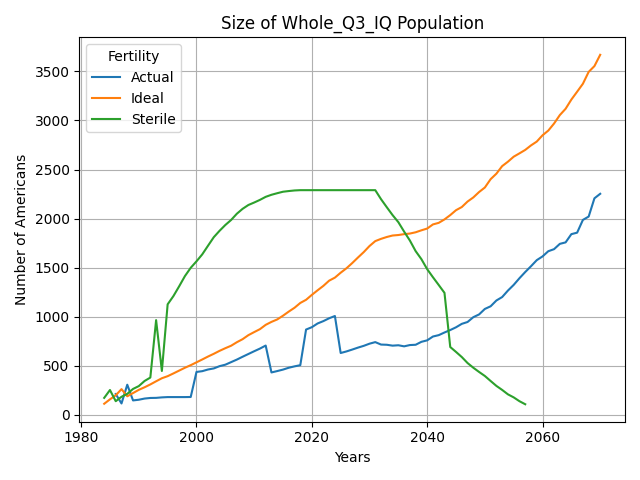 Size of Whole_Q3_IQ Population
Fertility
Actual
Ideal
Sterile
Number of Americans
3500
3000
2500
2000
1500
1000
500
0
1980
2000
2020
2040
2060
Years